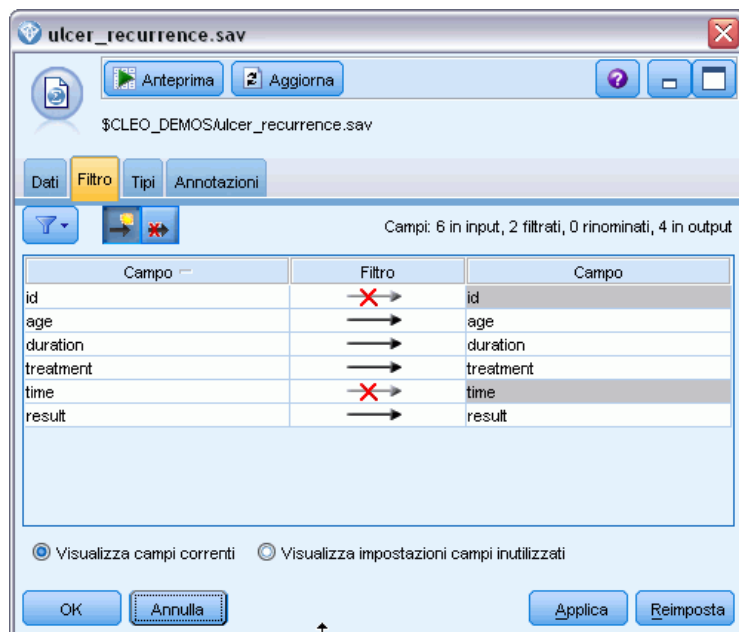 ulcer_recurrence.sav
Anteprima Aggiorna
$CLEO_DEMOS/ulcer_recurrence.sav
Dati Filtro Tipi Annotazioni
Campi: 6 in input, 2 filtrati, 0 rinominati, 4 in output
Campo Filtro Campo
id id
age age
duration duration
treatment treatment
time time
result result
Visualizza campi correnti Visualizza impostazioni campi inutilizzati
OK Annulla Applica Reimposta